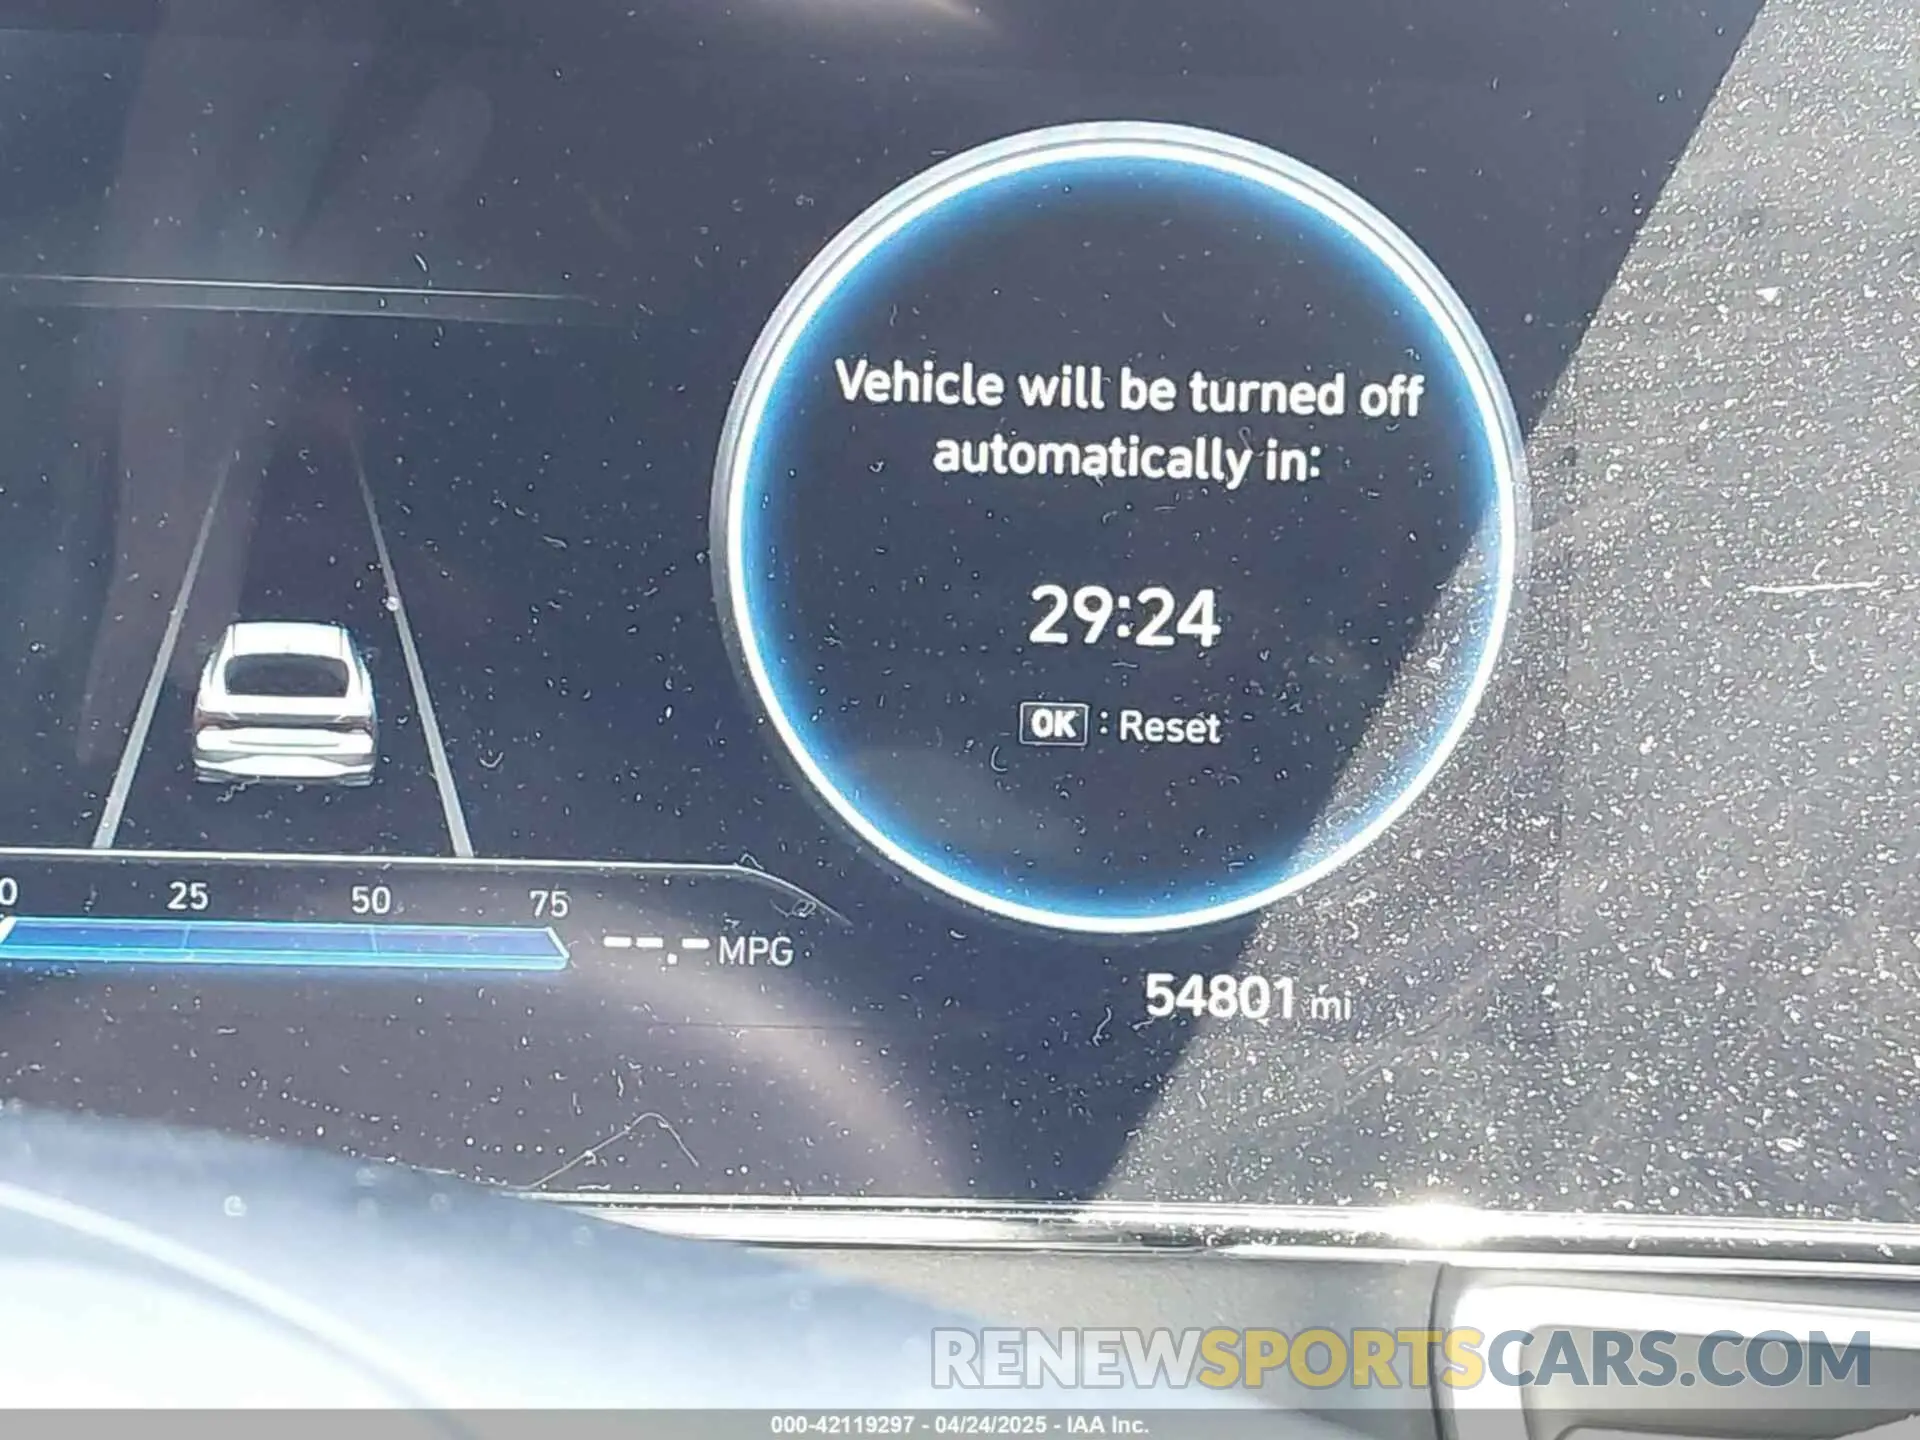 Vehicle will be turned off
automatically in:
29:24
OK : Reset
0 25 50 75
--.- MPG
54801 mi
RENEWSPORTSCARS.COM
000-42119297 - 04/24/2025 - IAA Inc.